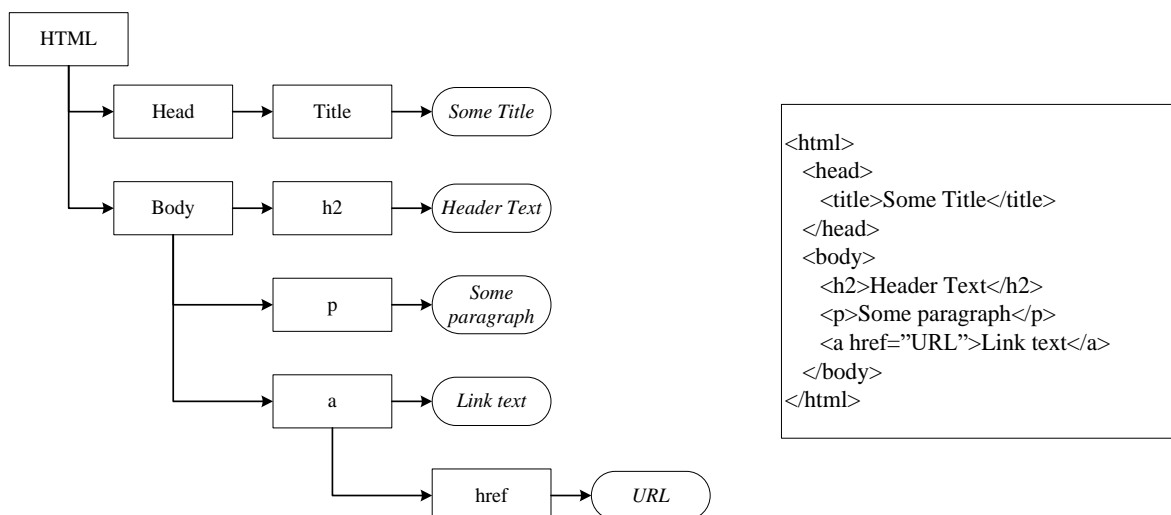 HTML
Head
Title
Some Title
Body
h2
Header Text
p
Some
paragraph
a
Link text
href
URL
<html>
<head>
<title>Some Title</title>
</head>
<body>
<h2>Header Text</h2>
<p>Some paragraph</p>
<a href=”URL”>Link text</a>
</body>
</html>